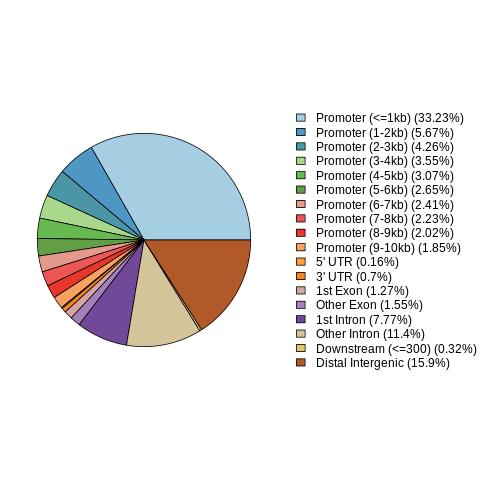 Promoter (<=1kb) (33.23%)
Promoter (1-2kb) (5.67%)
Promoter (2-3kb) (4.26%)
Promoter (3-4kb) (3.55%)
Promoter (4-5kb) (3.07%)
Promoter (5-6kb) (2.65%)
Promoter (6-7kb) (2.41%)
Promoter (7-8kb) (2.23%)
Promoter (8-9kb) (2.02%)
Promoter (9-10kb) (1.85%)
5' UTR (0.16%)
3' UTR (0.7%)
1st Exon (1.27%)
Other Exon (1.55%)
1st Intron (7.77%)
Other Intron (11.4%)
Downstream (<=300) (0.32%)
Distal Intergenic (15.9%)